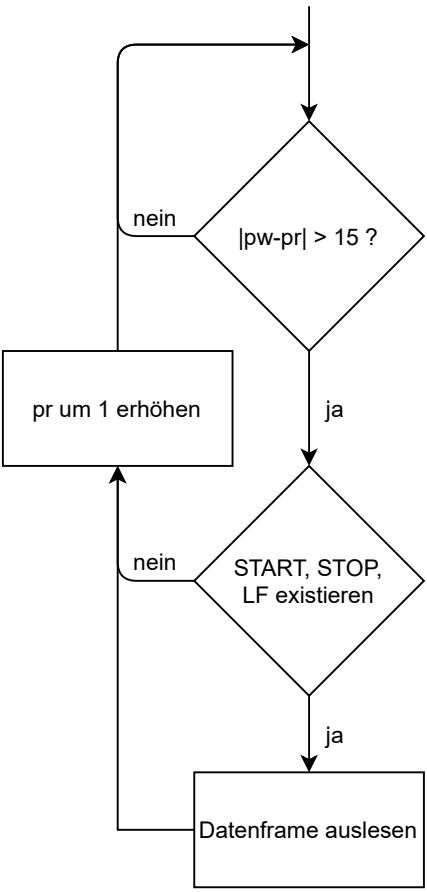 nein
|pw-pr| > 15 ?
pr um 1 erhöhen
ja
nein
START, STOP,
LF existieren
ja
Datenframe auslesen